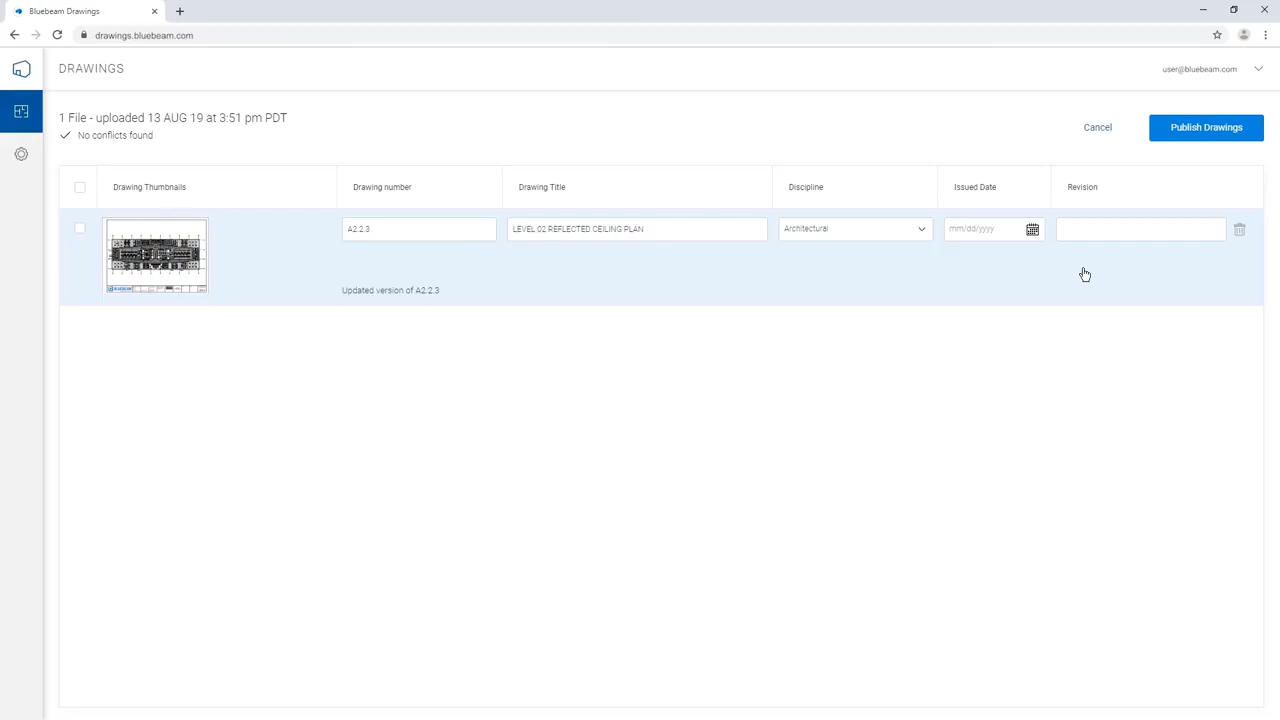 Bluebeam Drawings
drawings.bluebeam.com
DRAWINGS
user@bluebeam.com
1 File - uploaded 13 AUG 19 at 3:51 pm PDT
No conflicts found
Cancel
Publish Drawings
Drawing Thumbnails
Drawing number
Drawing Title
Discipline
Issued Date
Revision
A2.2.3
LEVEL 02 REFLECTED CEILING PLAN
Architectural
mm/dd/yyyy
BLUEBEAM
Updated version of A2.2.3